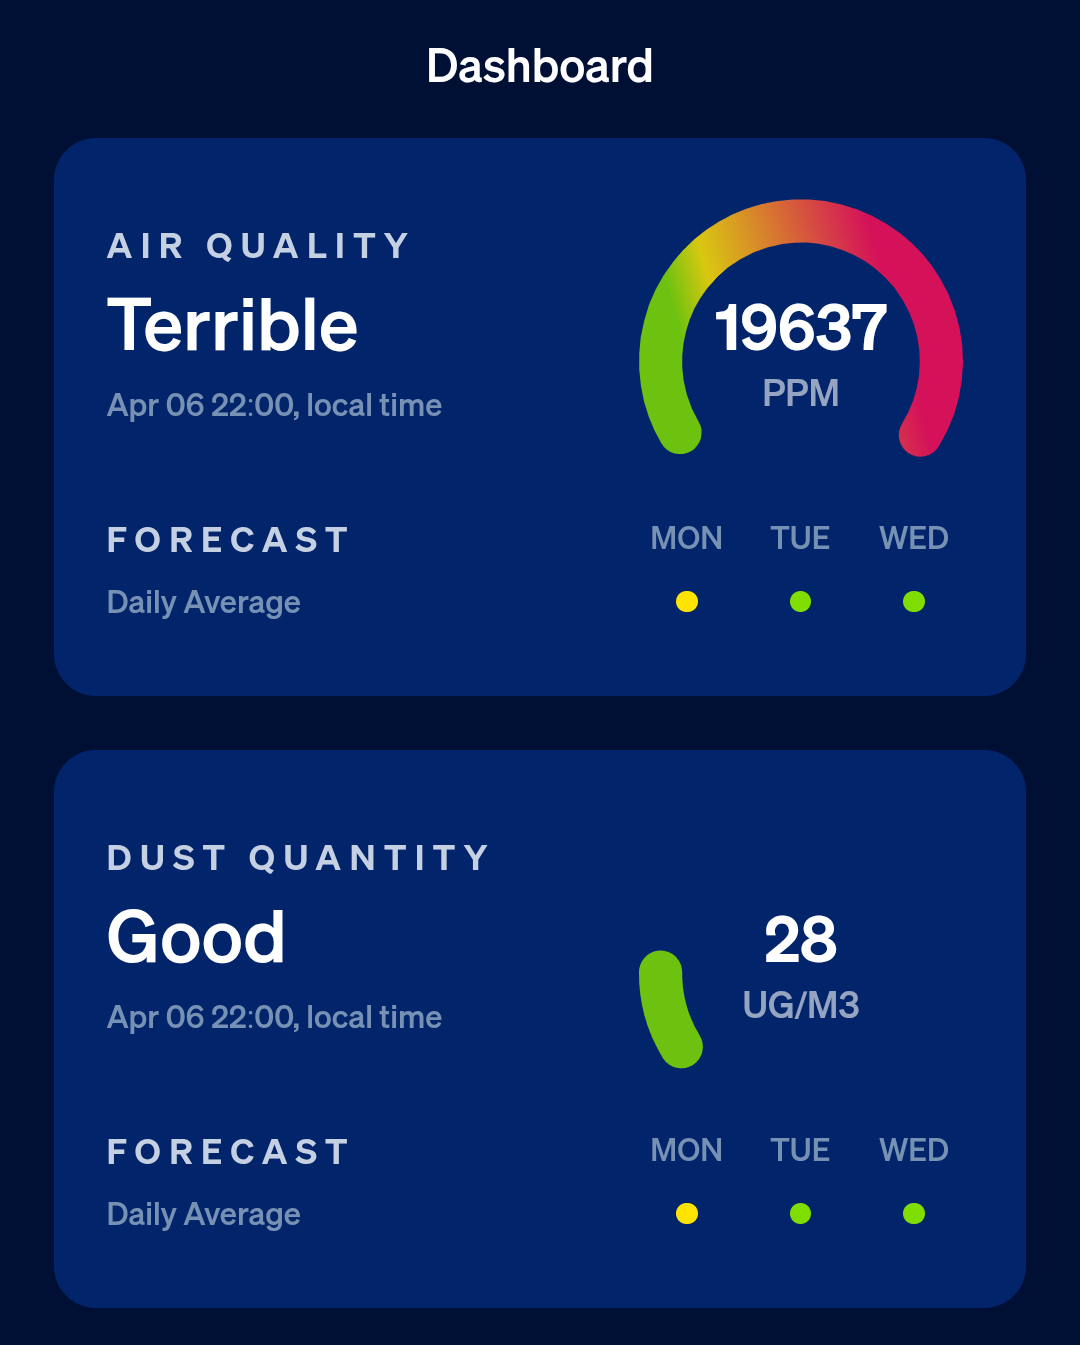 Dashboard
AIR QUALITY
Terrible
Apr 06 22:00, local time
19637
PPM
FORECAST
MON TUE WED
Daily Average
DUST QUANTITY
Good
Apr 06 22:00, local time
28
UG/M3
FORECAST
MON TUE WED
Daily Average